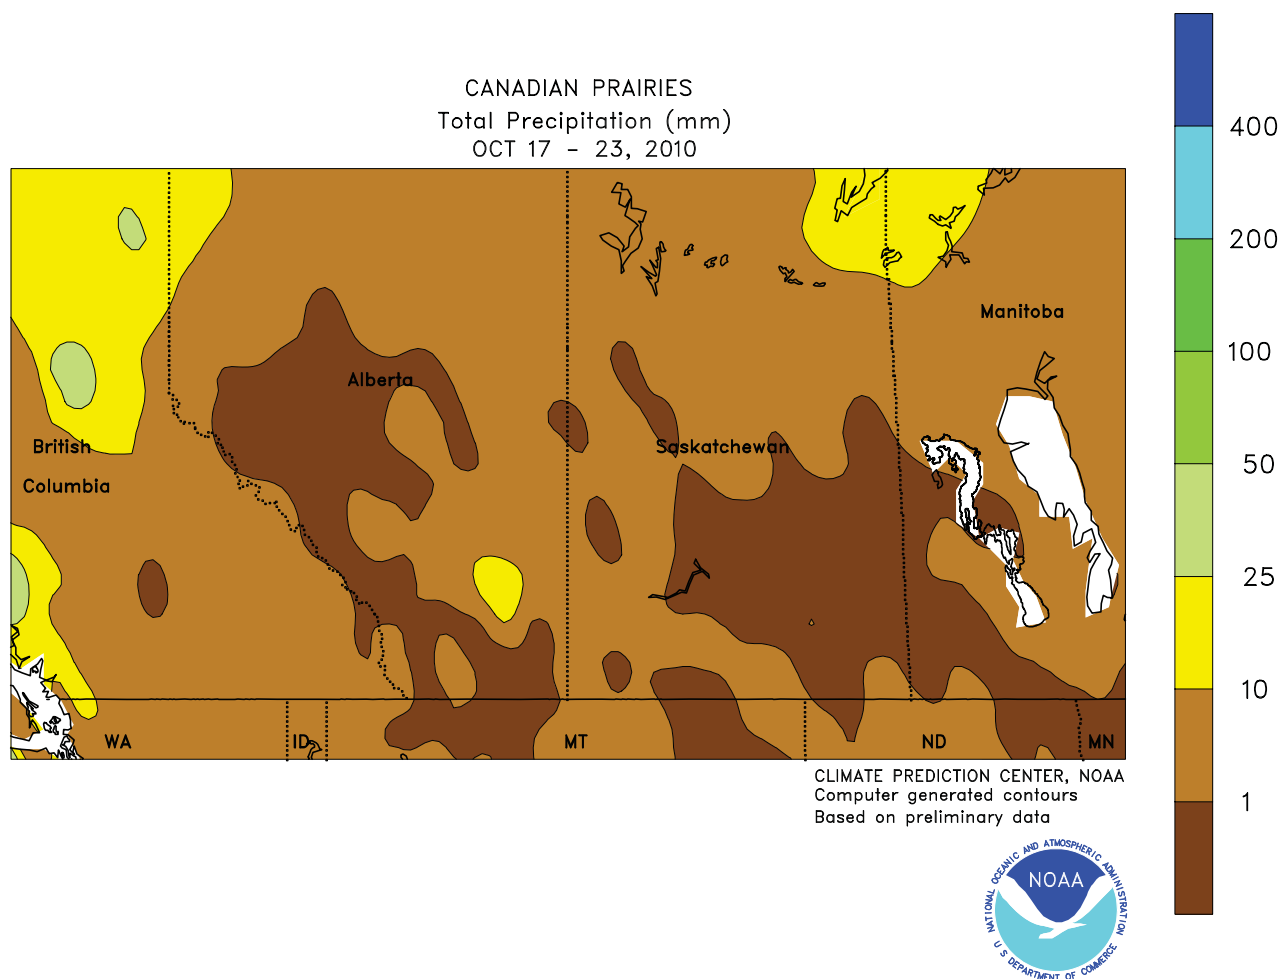 CANADIAN PRAIRIES
Total Precipitation (mm)
OCT 17 - 23, 2010
400
200
100
50
25
10
1
Manitoba
Alberta
Saskatchewan
British
Columbia
WA
ID
MT
ND
MN
CLIMATE PREDICTION CENTER, NOAA
Computer generated contours
Based on preliminary data
NATIONAL OCEANIC AND ATMOSPHERIC ADMINISTRATION
NOAA
U S DEPARTMENT OF COMMERCE